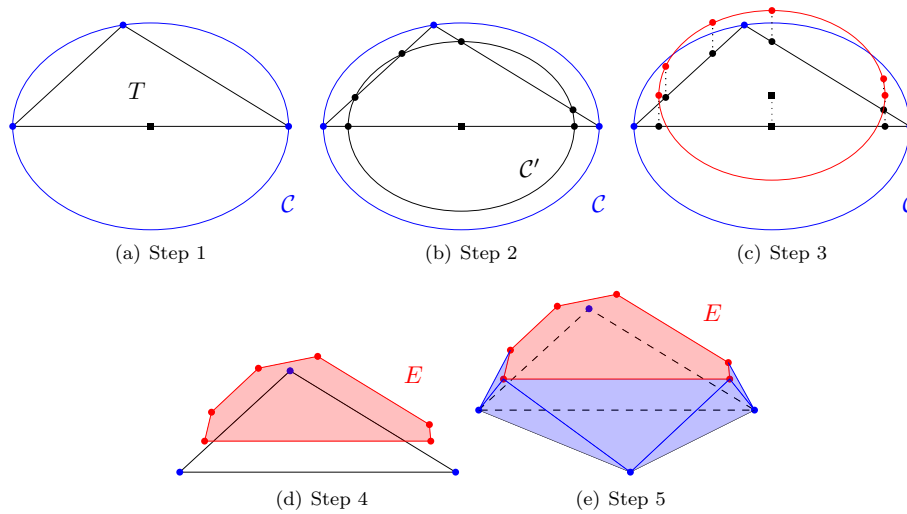 T
C
(a) Step 1
C′
C
(b) Step 2
C
(c) Step 3
E
(d) Step 4
E
(e) Step 5